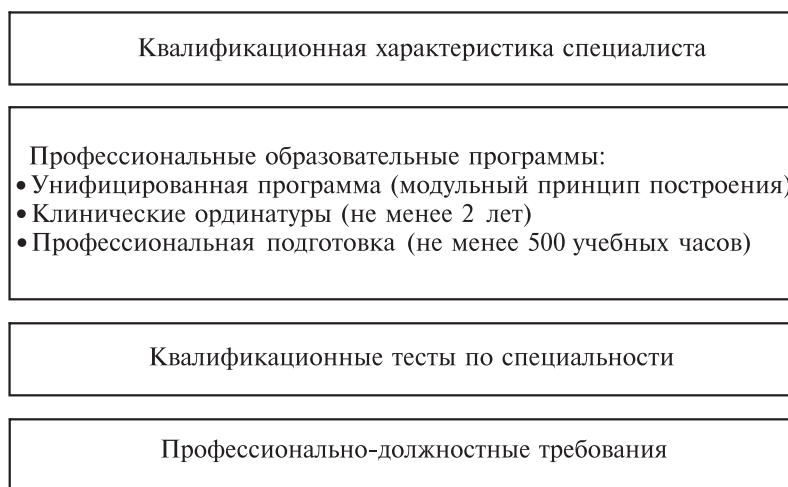 Квалификационная характеристика специалиста
Профессиональные образовательные программы:
• Унифицированная программа (модульный принцип построения)
• Клинические ординатуры (не менее 2 лет)
• Профессиональная подготовка (не менее 500 учебных часов)
Квалификационные тесты по специальности
Профессионально-должностные требования